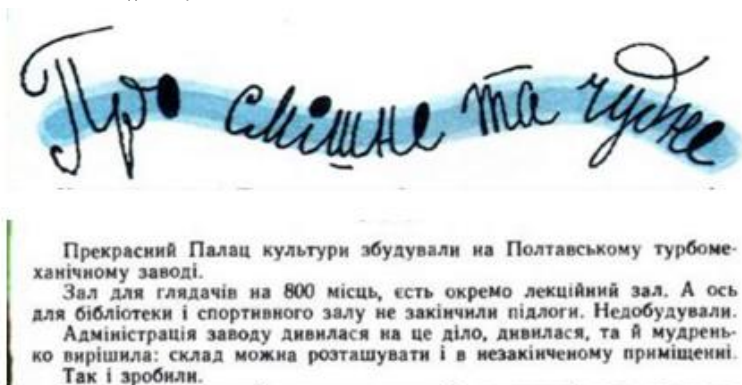 Про смішне та чудне
Прекрасний Палац культури збудували на Полтавському турбоме-
ханічному заводі.
Зал для глядачів на 800 місць, єсть окремо лекційний зал. А ось
для бібліотеки і спортивного залу не закінчили підлоги. Недобудували.
Адміністрація заводу дивилася на це діло, дивилася, та й мудрень-
ко вирішила: склад можна розташувати і в незакінченому приміщенні.
Так і зробили.